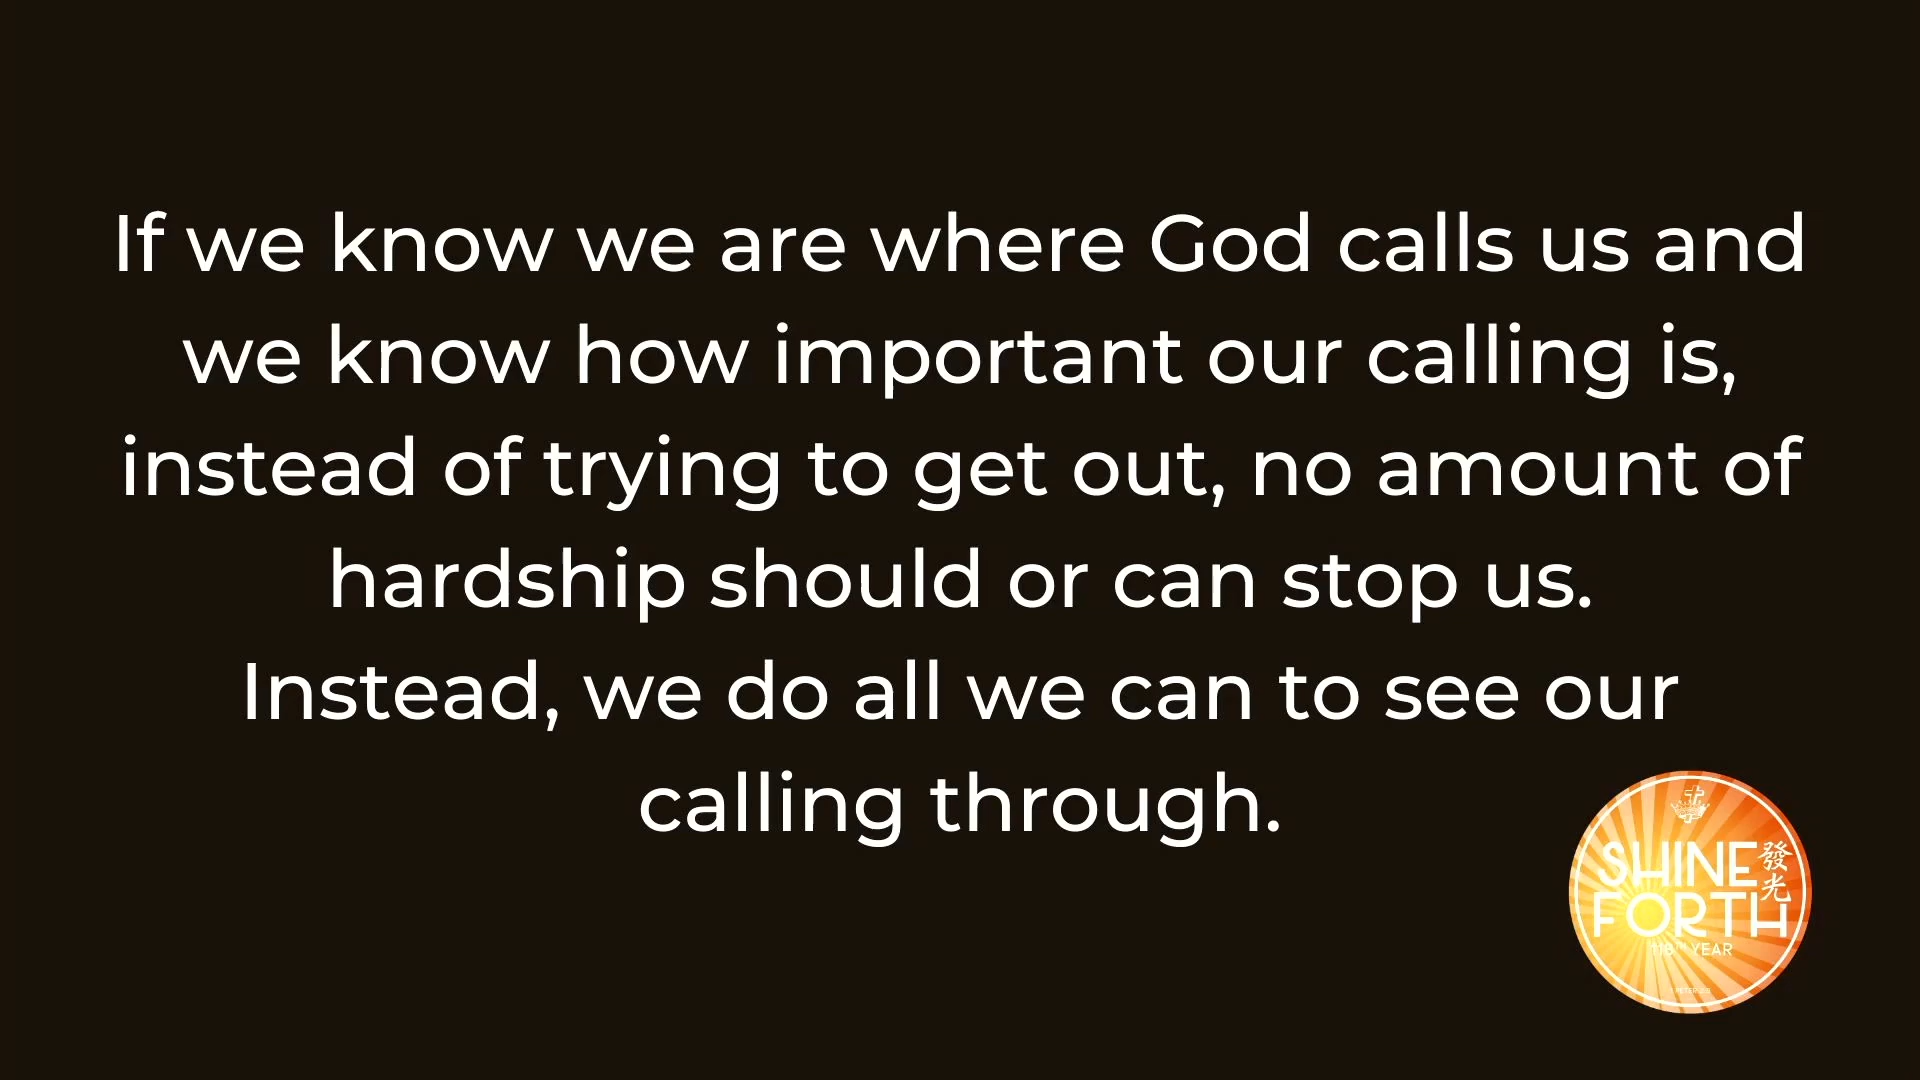 If we know we are where God calls us and
we know how important our calling is,
instead of trying to get out, no amount of
hardship should or can stop us.
Instead, we do all we can to see our
calling through.
SHINE 發光
FORTH
118TH YEAR